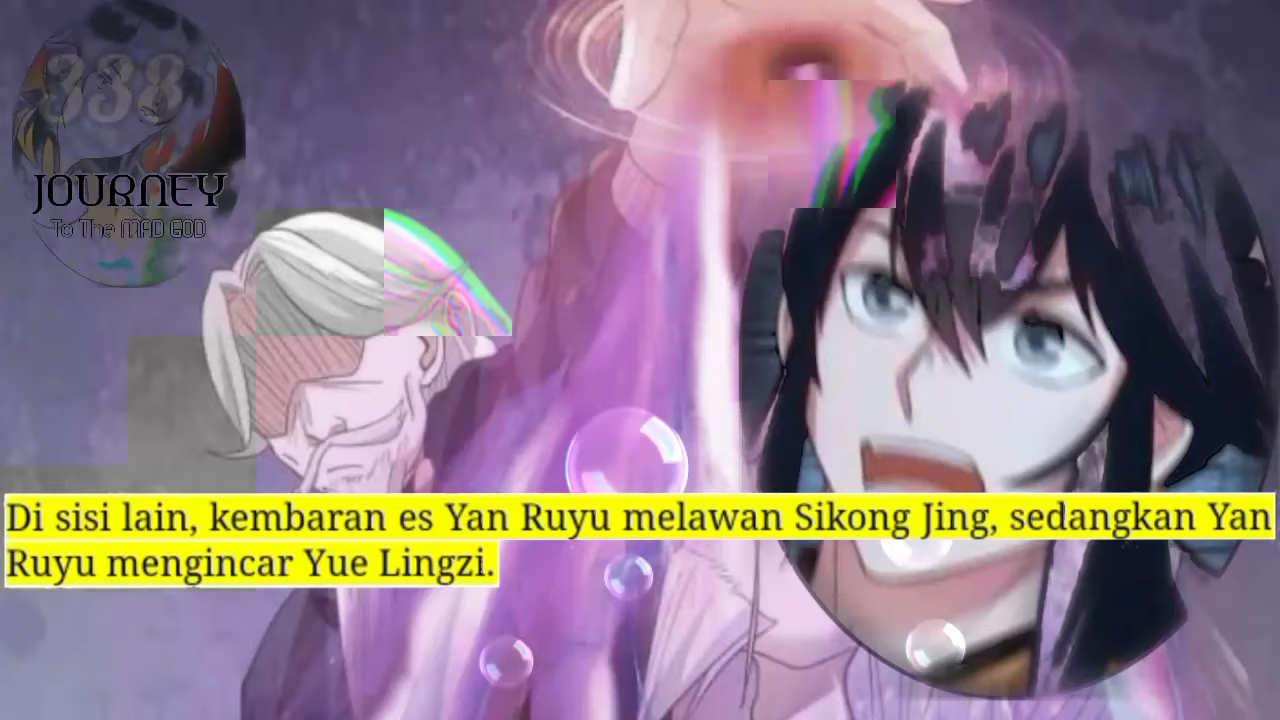 338
JOURNEY
To The MAD GOD
Di sisi lain, kembaran es Yan Ruyu melawan Sikong Jing, sedangkan Yan
Ruyu mengincar Yue Lingzi.